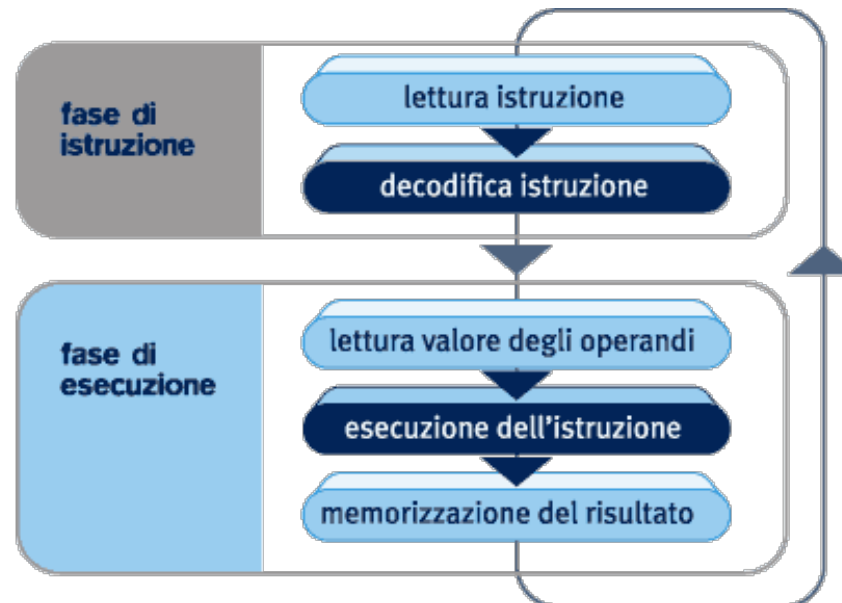 fase di
istruzione
lettura istruzione
decodifica istruzione
fase di
esecuzione
lettura valore degli operandi
esecuzione dell'istruzione
memorizzazione del risultato